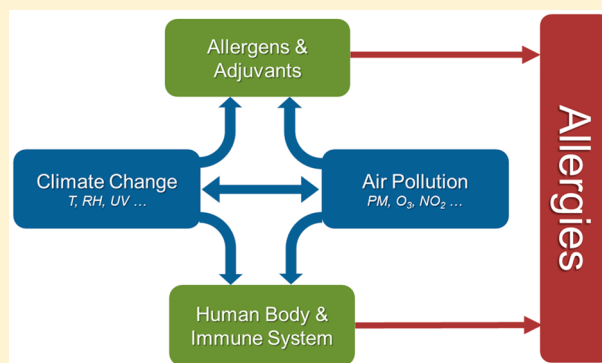 Allergens &
Adjuvants
Climate Change
T, RH, UV ...
Air Pollution
PM, O₃, NO₂ ...
Human Body &
Immune System
Allergies